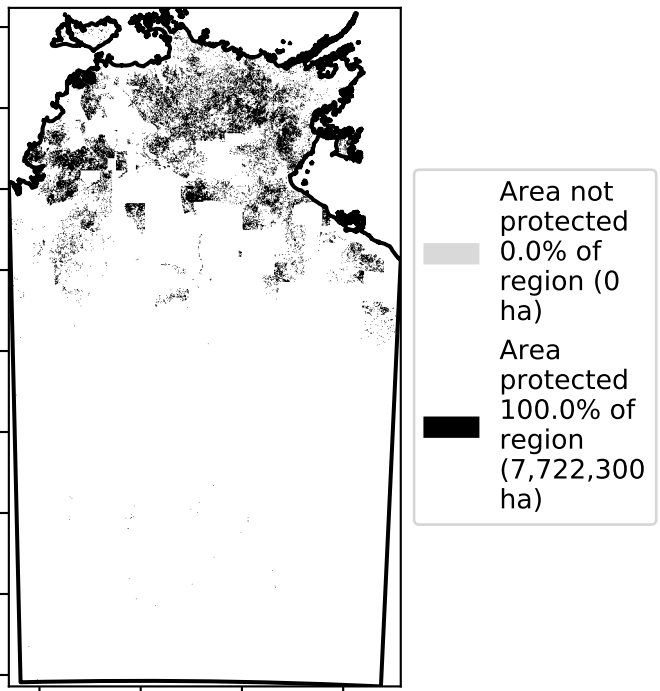 Area not
protected
0.0% of
region (0
ha)
Area
protected
100.0% of
region
(7,722,300
ha)